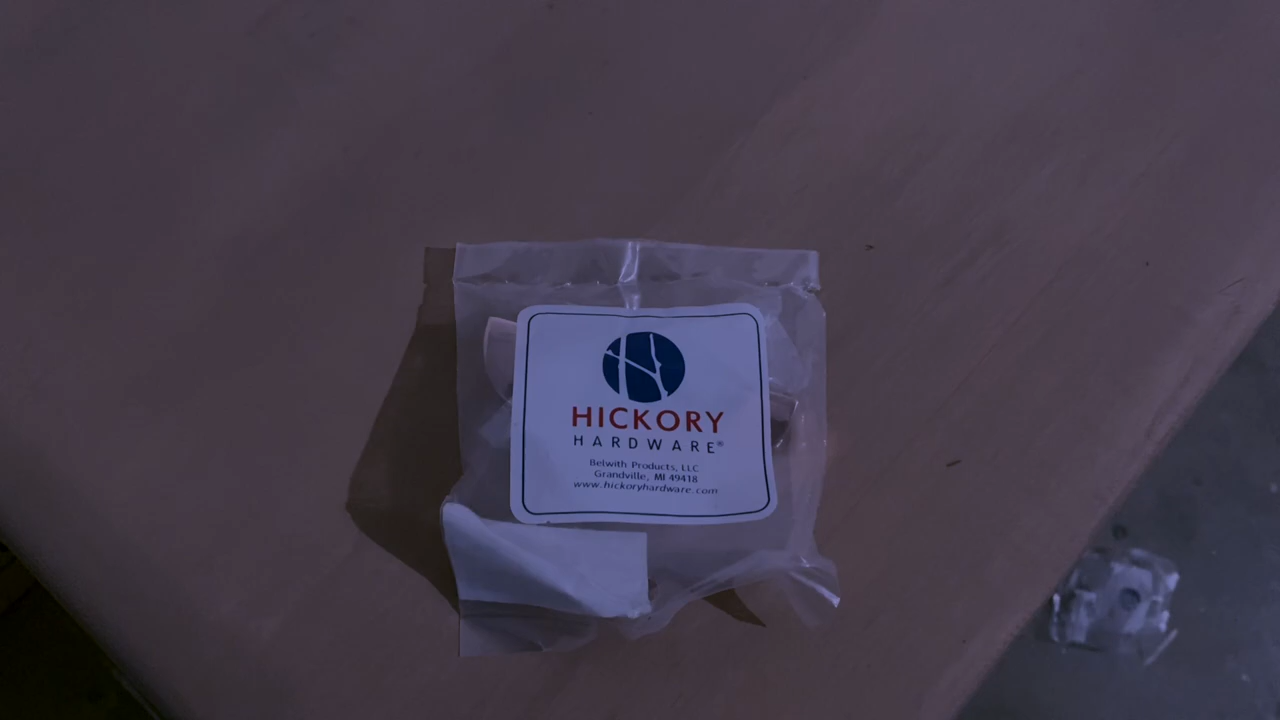 HICKORY
HARDWARE®
Belwith Products, LLC
Grandville, MI 49418
www.hickoryhardware.com